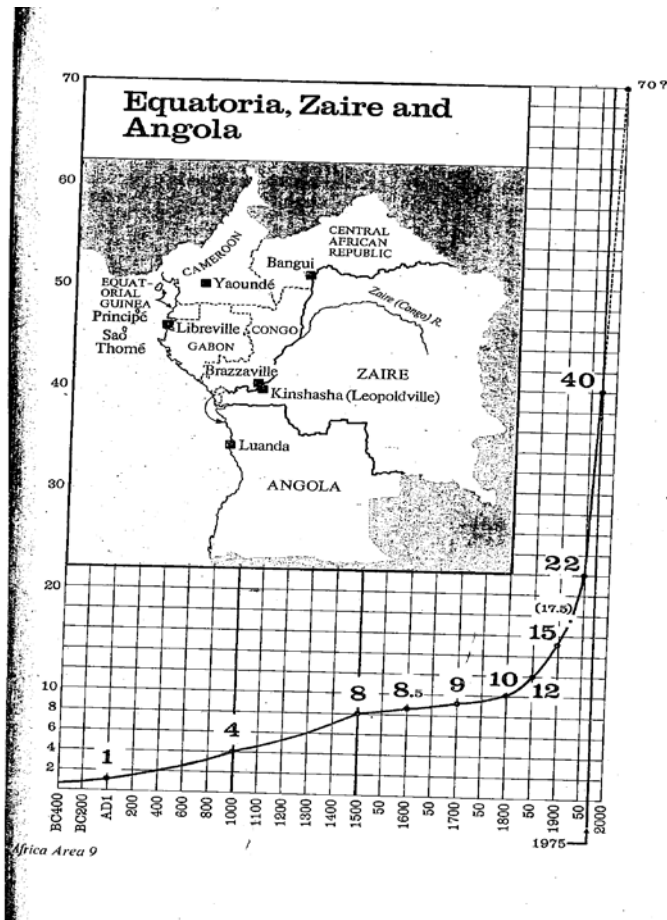 70
70?
Equatoria, Zaire and
Angola
60
CENTRAL
AFRICAN
REPUBLIC
CAMEROON
Bangui
50
EQUAT-
ORIAL
GUINEA
Yaoundé
Zaire (Congo) R.
Principé
Libreville
CONGO
Sao
Thomé
GABON
Brazzaville
ZAIRE
40
40
Kinshasha (Leopoldville)
Luanda
30
ANGOLA
22
20
(17.5)
15
10
8
8.5
9
10
12
8
6
4
4
2
1
BC400
BC200
AD1
200
400
600
800
1000
1100
1200
1300
1400
1500
50
1600
50
1700
50
1800
50
1900
50
2000
1975
Africa Area 9